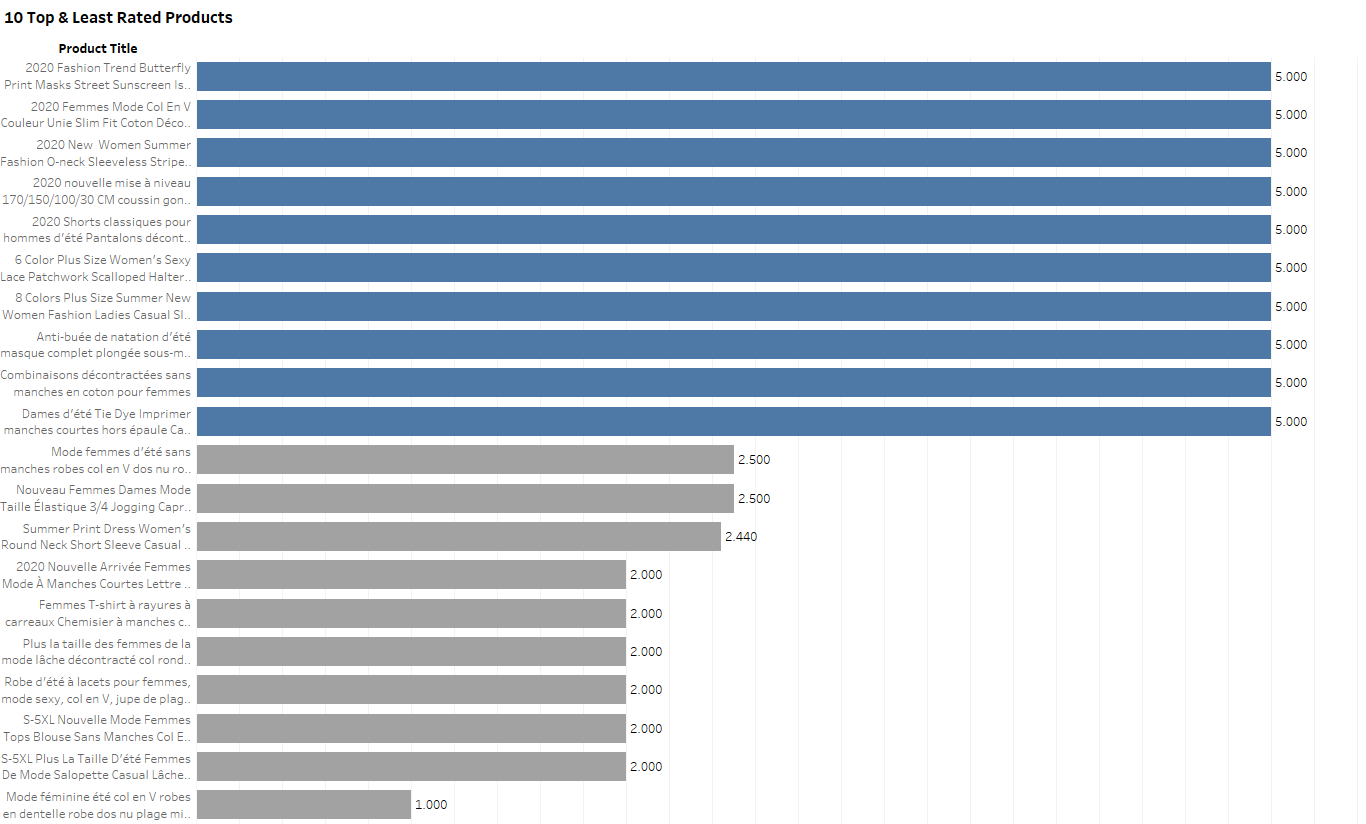 10 Top & Least Rated Products
Product Title
2020 Fashion Trend Butterfly
Print Masks Street Sunscreen Is..
5.000
2020 Femmes Mode Col En V
Couleur Unie Slim Fit Coton Déco..
5.000
2020 New  Women Summer
Fashion O-neck Sleeveless Stripe..
5.000
2020 nouvelle mise à niveau
170/150/100/30 CM coussin gon..
5.000
2020 Shorts classiques pour
hommes d'été Pantalons décont..
5.000
6 Color Plus Size Women's Sexy
Lace Patchwork Scalloped Halter..
5.000
8 Colors Plus Size Summer New
Women Fashion Ladies Casual Sl..
5.000
Anti-buée de natation d'été
masque complet plongée sous-m..
5.000
Combinaisons décontractées sans
manches en coton pour femmes
5.000
Dames d'été Tie Dye Imprimer
manches courtes hors épaule Ca..
5.000
Mode femmes d'été sans
manches robes col en V dos nu ro..
2.500
Nouveau Femmes Dames Mode
Taille Élastique 3/4 Jogging Capr..
2.500
Summer Print Dress Women's
Round Neck Short Sleeve Casual ..
2.440
2020 Nouvelle Arrivée Femmes
Mode À Manches Courtes Lettre ..
2.000
Femmes T-shirt à rayures à
carreaux Chemisier à manches c..
2.000
Plus la taille des femmes de la
mode lâche décontracté col rond..
2.000
Robe d'été à lacets pour femmes,
mode sexy, col en V, jupe de plag..
2.000
S-5XL Nouvelle Mode Femmes
Tops Blouse Sans Manches Col E..
2.000
S-5XL Plus La Taille D'été Femmes
De Mode Salopette Casual Lâche..
2.000
Mode féminine été col en V robes
en dentelle robe dos nu plage mi..
1.000